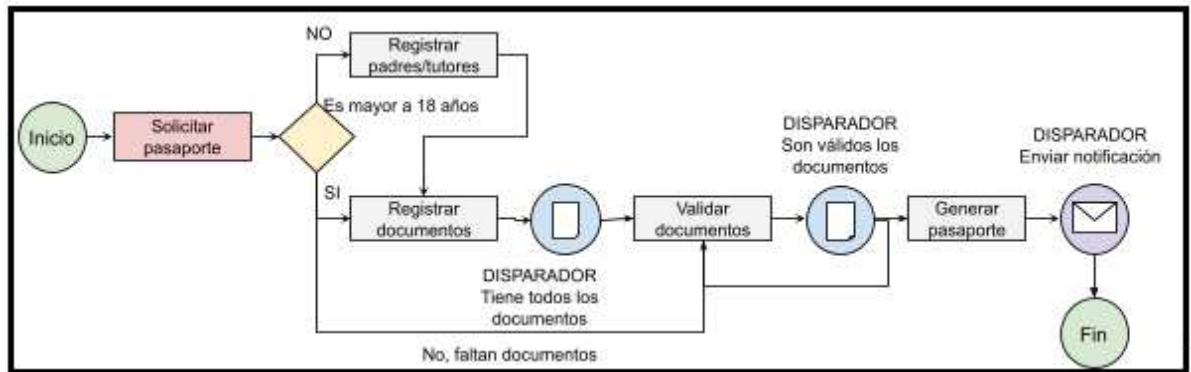 NO
Registrar
padres/tutores
Es mayor a 18 años
Inicio
Solicitar
pasaporte
DISPARADOR
Son válidos los
documentos
DISPARADOR
Enviar notificación
SI
Registrar
documentos
Validar
documentos
Generar
pasaporte
DISPARADOR
Tiene todos los
documentos
Fin
No, faltan documentos